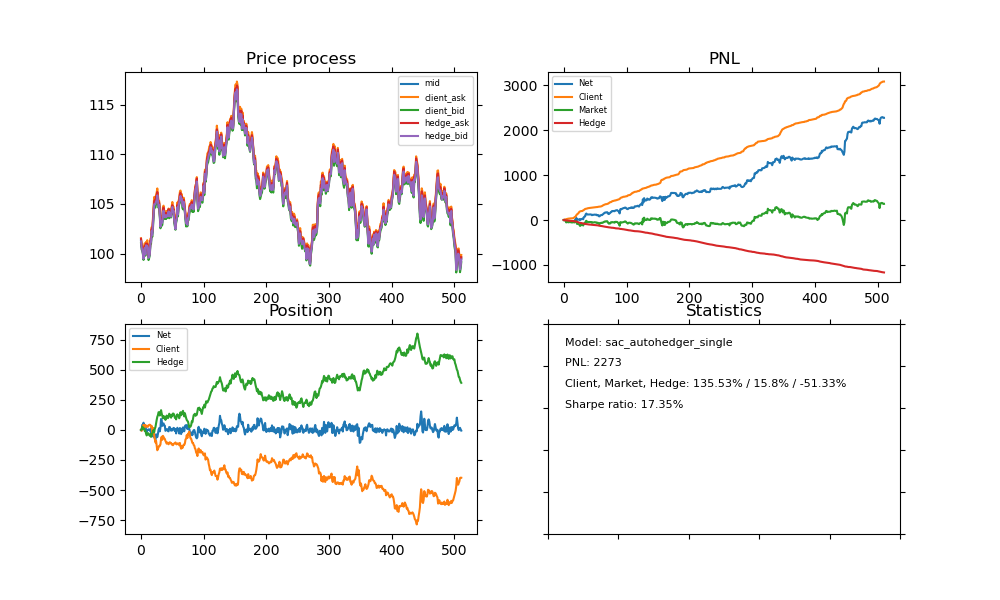 Price process
115
110
105
100
0
100
200
300
400
500
mid
client_ask
client_bid
hedge_ask
hedge_bid
PNL
3000
2000
1000
0
−1000
0
100
200
300
400
500
Net
Client
Market
Hedge
Position
750
500
250
0
−250
−500
−750
0
100
200
300
400
500
Net
Client
Hedge
Statistics
Model: sac_autohedger_single
PNL: 2273
Client, Market, Hedge: 135.53% / 15.8% / -51.33%
Sharpe ratio: 17.35%